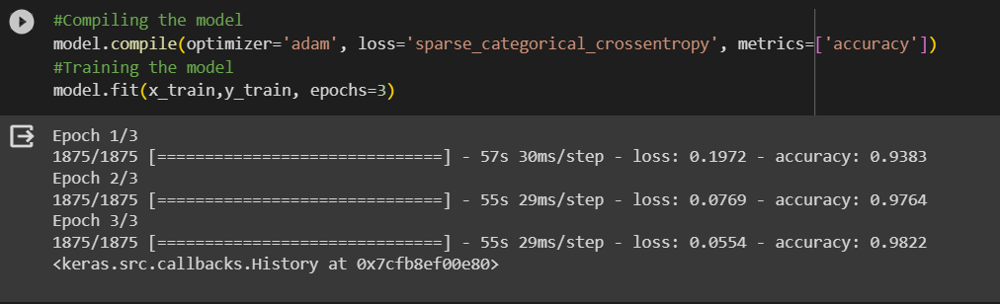 #Compiling the model
model.compile(optimizer='adam', loss='sparse_categorical_crossentropy', metrics=['accuracy'])
#Training the model
model.fit(x_train,y_train, epochs=3)
Epoch 1/3
1875/1875 [==============================] - 57s 30ms/step - loss: 0.1972 - accuracy: 0.9383
Epoch 2/3
1875/1875 [==============================] - 55s 29ms/step - loss: 0.0769 - accuracy: 0.9764
Epoch 3/3
1875/1875 [==============================] - 55s 29ms/step - loss: 0.0554 - accuracy: 0.9822
<keras.src.callbacks.History at 0x7cfb8ef00e80>